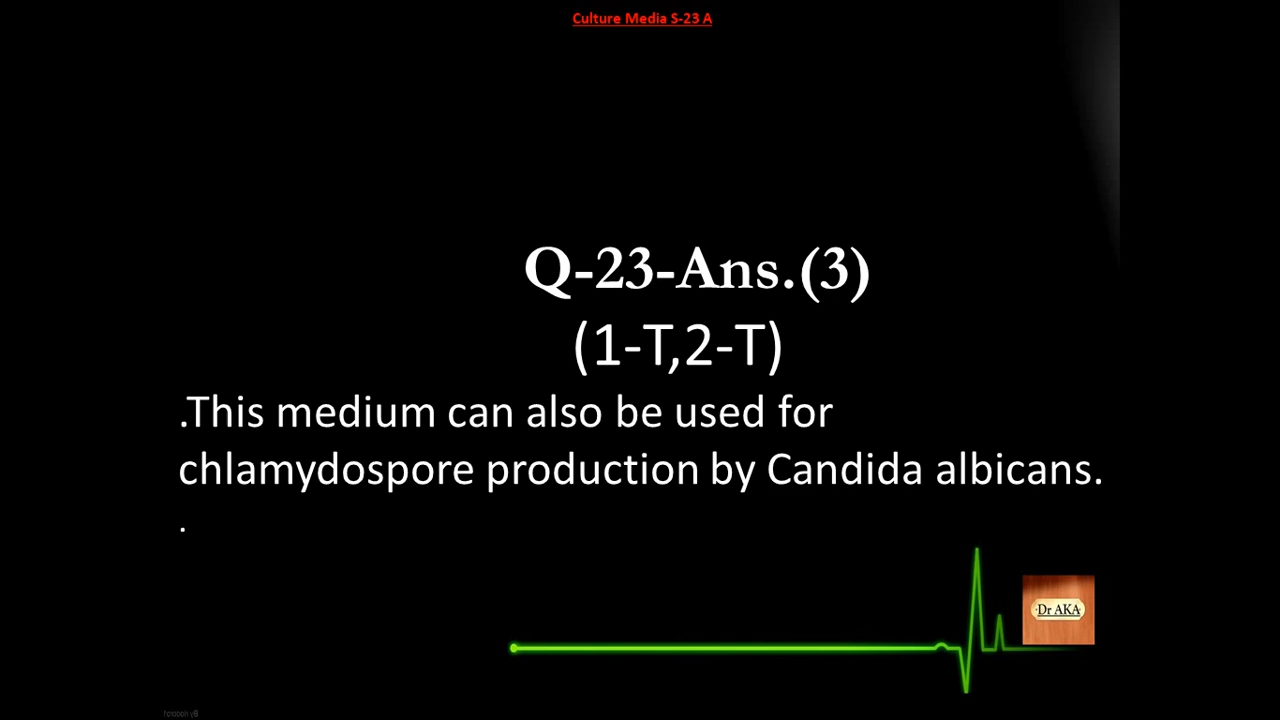 Culture Media S-23 A
Q-23-Ans.(3)
(1-T,2-T)
.This medium can also be used for
chlamydospore production by Candida albicans.
.
Dr AKA